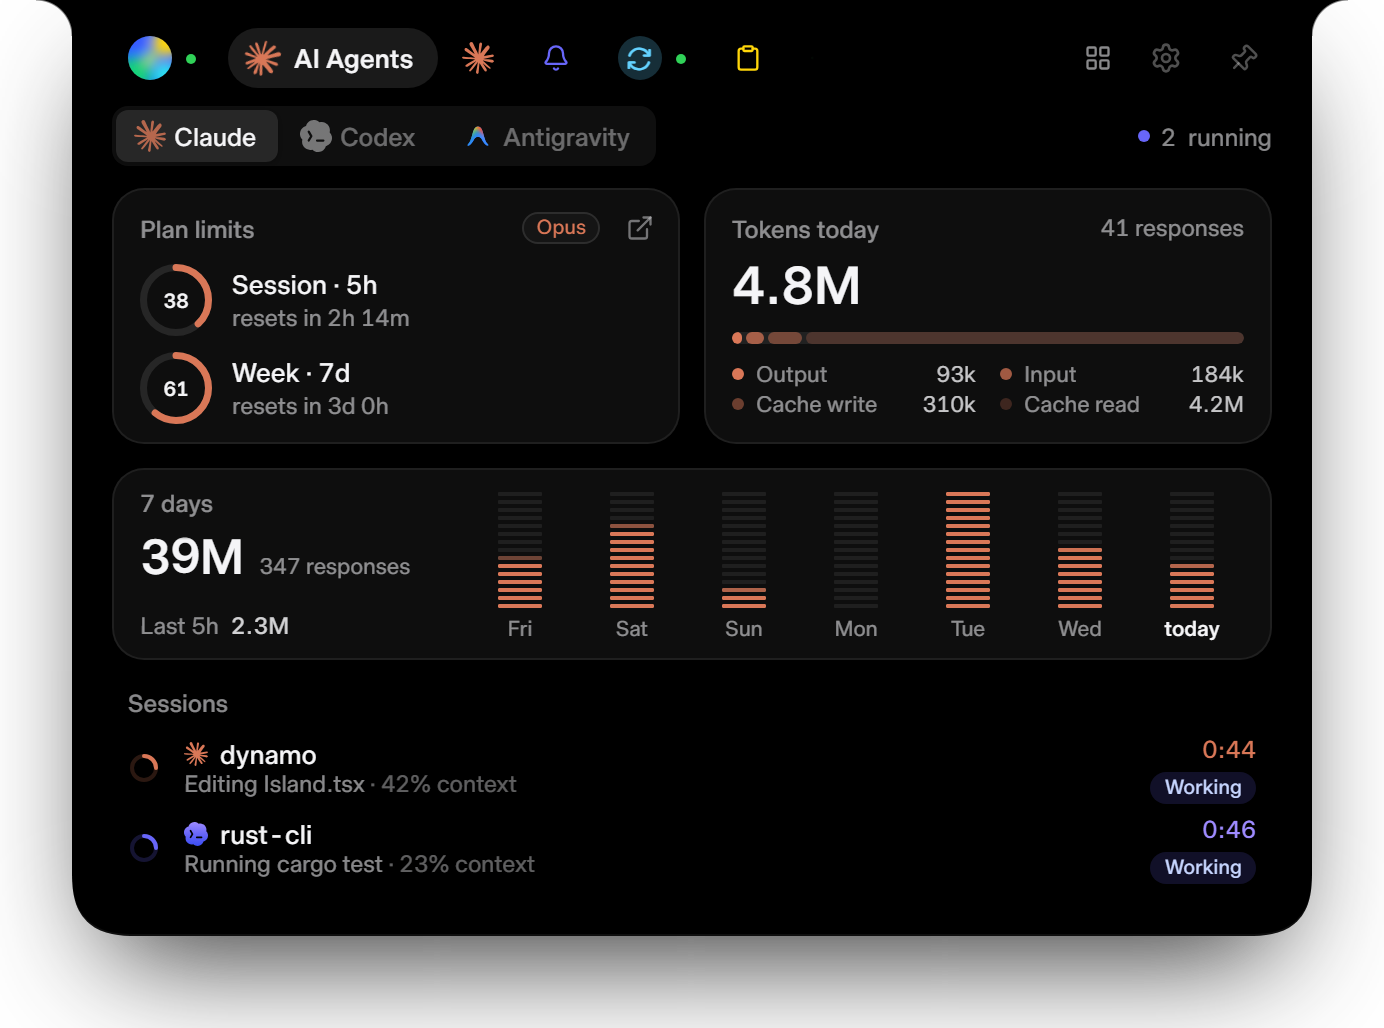 AI Agents
Claude Codex Antigravity 2 running
Plan limits Opus
38 Session · 5h
resets in 2h 14m
61 Week · 7d
resets in 3d 0h
Tokens today 41 responses
4.8M
Output 93k Input 184k
Cache write 310k Cache read 4.2M
7 days
39M 347 responses
Last 5h 2.3M
Fri Sat Sun Mon Tue Wed today
Sessions
dynamo 0:44
Editing Island.tsx · 42% context Working
rust-cli 0:46
Running cargo test · 23% context Working